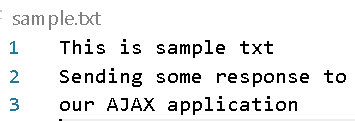 sample.txt
1 This is sample txt
2 Sending some response to
3 our AJAX application